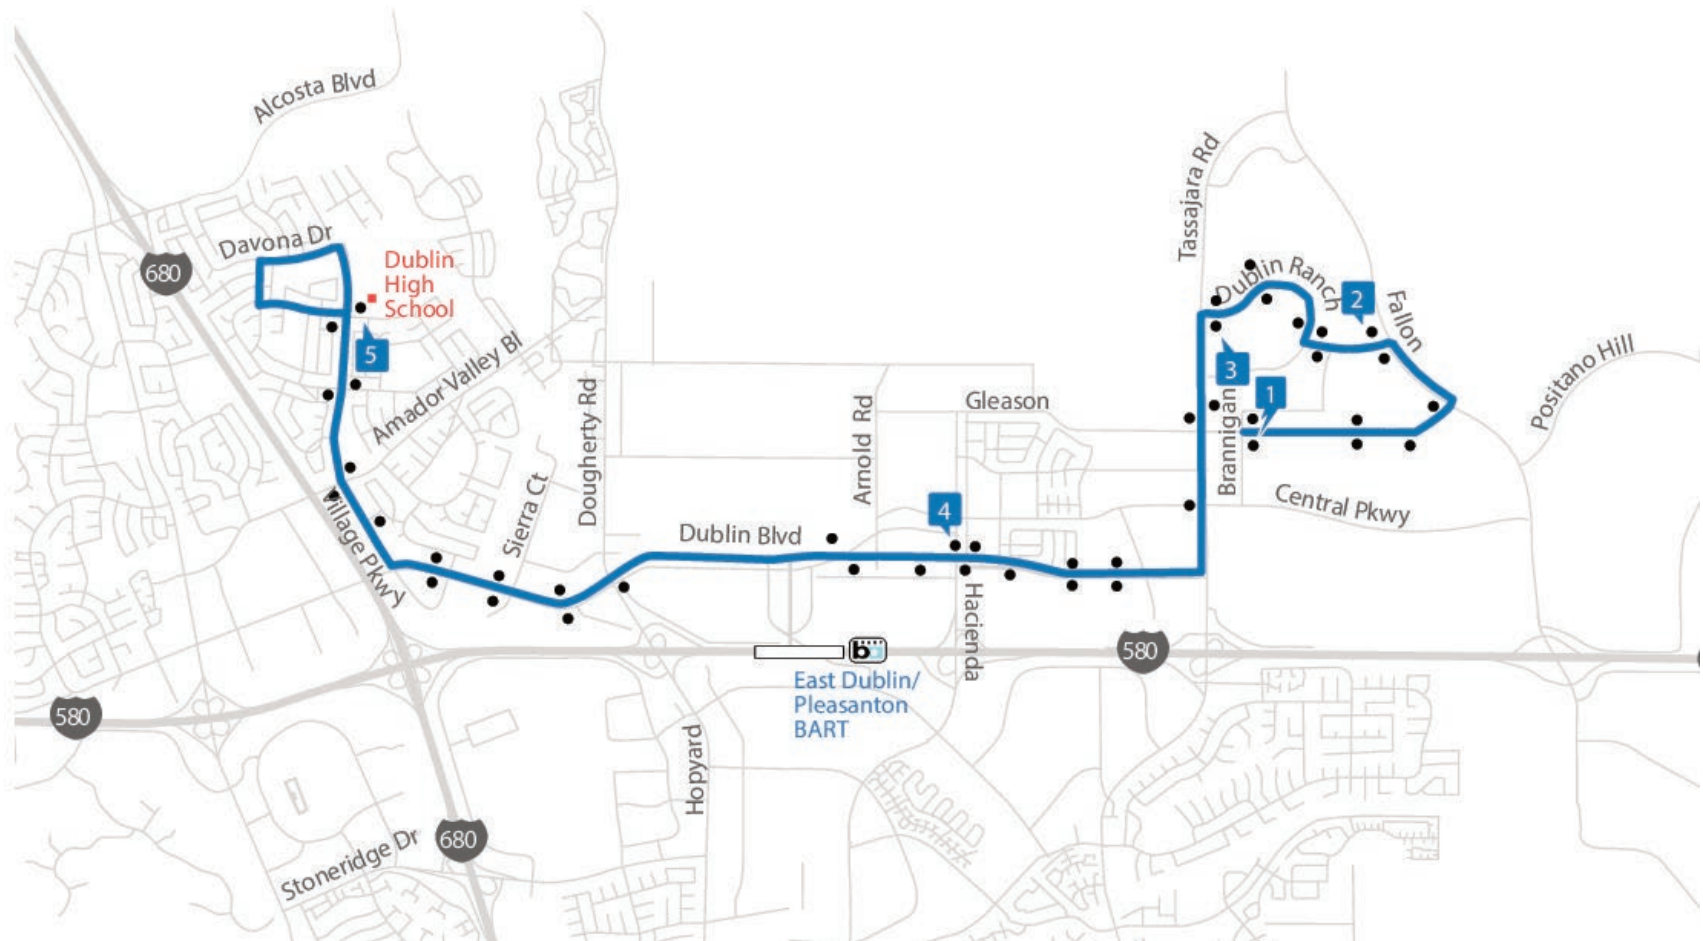 Alcosta Blvd
Tassajara Rd
Davona Dr
680
Dublin
High
School
Dublin Ranch
2
Fallon
5
Amador Valley Bl
3
1
Positano Hill
Dougherty Rd
Arnold Rd
Gleason
Brannigan
Village Pkwy
Sierra Ct
Dublin Blvd
4
Central Pkwy
Hacienda
580
b
East Dublin/
Pleasanton
BART
580
Hopyard
680
Stoneridge Dr